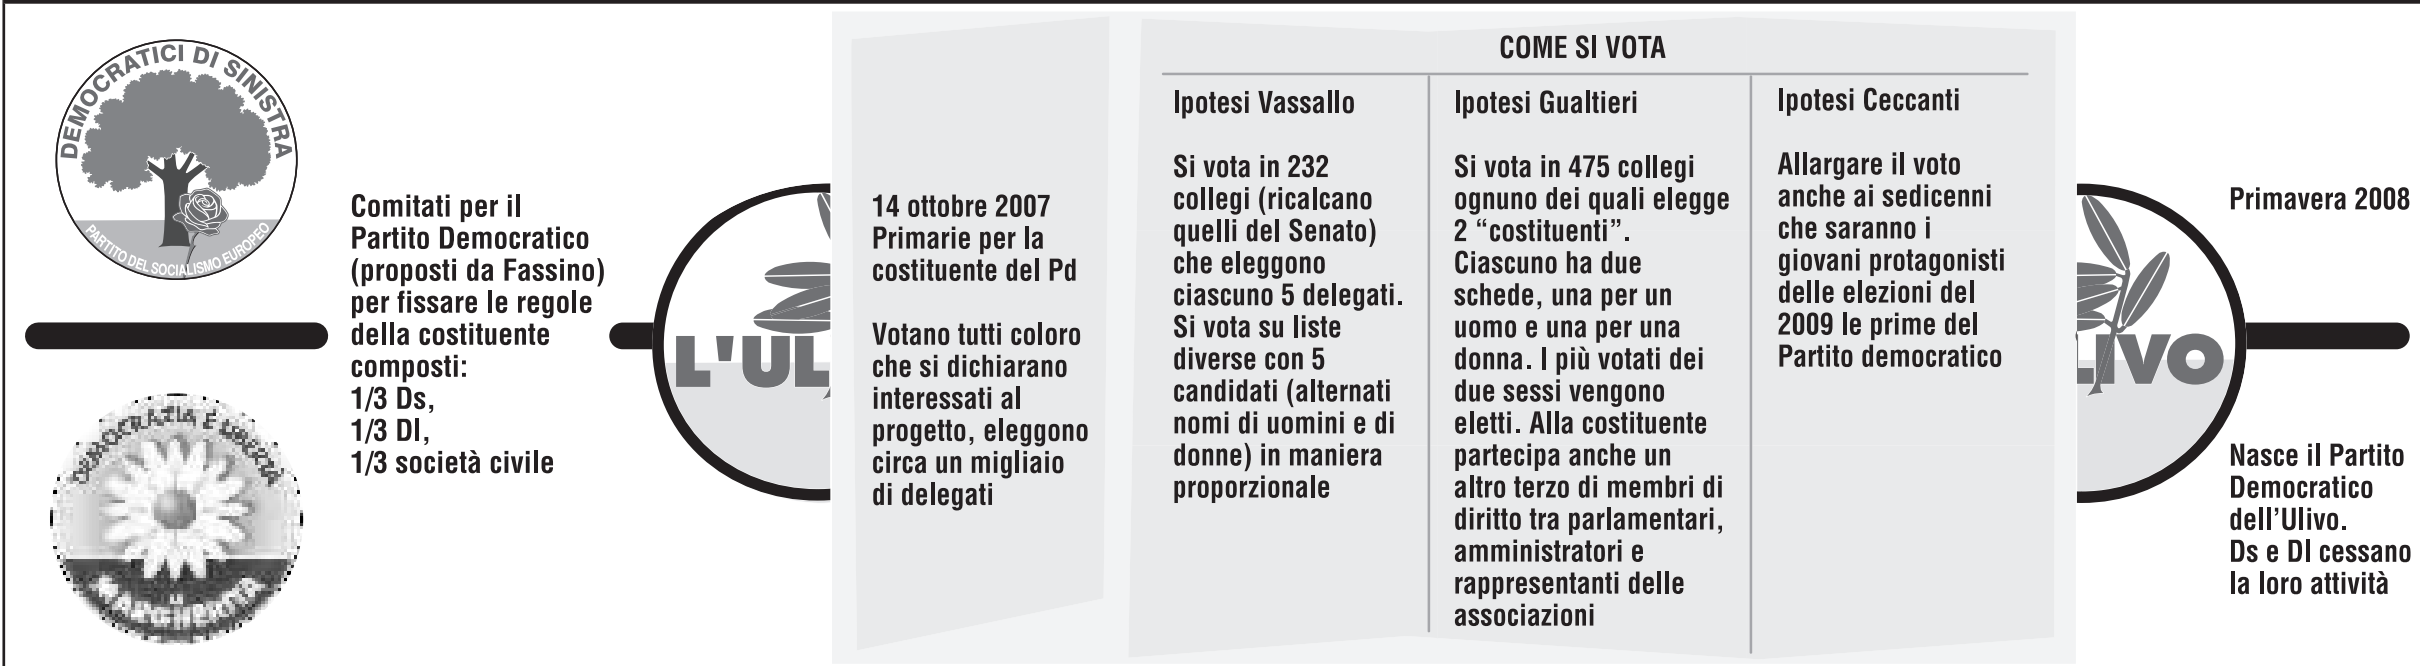 DEMOCRATICI DI SINISTRA
PARTITO DEL SOCIALISMO EUROPEO
DEMOCRAZIA È LIBERTÀ
LA
MARGHERITA
Comitati per il
Partito Democratico
(proposti da Fassino)
per fissare le regole
della costituente
composti:
1/3 Ds,
1/3 Dl,
1/3 società civile
L'UL
14 ottobre 2007
Primarie per la
costituente del Pd
Votano tutti coloro
che si dichiarano
interessati al
progetto, eleggono
circa un migliaio
di delegati
COME SI VOTA
Ipotesi Vassallo
Si vota in 232
collegi (ricalcano
quelli del Senato)
che eleggono
ciascuno 5 delegati.
Si vota su liste
diverse con 5
candidati (alternati
nomi di uomini e di
donne) in maniera
proporzionale
Ipotesi Gualtieri
Si vota in 475 collegi
ognuno dei quali elegge
2 “costituenti”.
Ciascuno ha due
schede, una per un
uomo e una per una
donna. I più votati dei
due sessi vengono
eletti. Alla costituente
partecipa anche un
altro terzo di membri di
diritto tra parlamentari,
amministratori e
rappresentanti delle
associazioni
Ipotesi Ceccanti
Allargare il voto
anche ai sedicenni
che saranno i
giovani protagonisti
delle elezioni del
2009 le prime del
Partito democratico
LIVO
Primavera 2008
Nasce il Partito
Democratico
dell’Ulivo.
Ds e Dl cessano
la loro attività